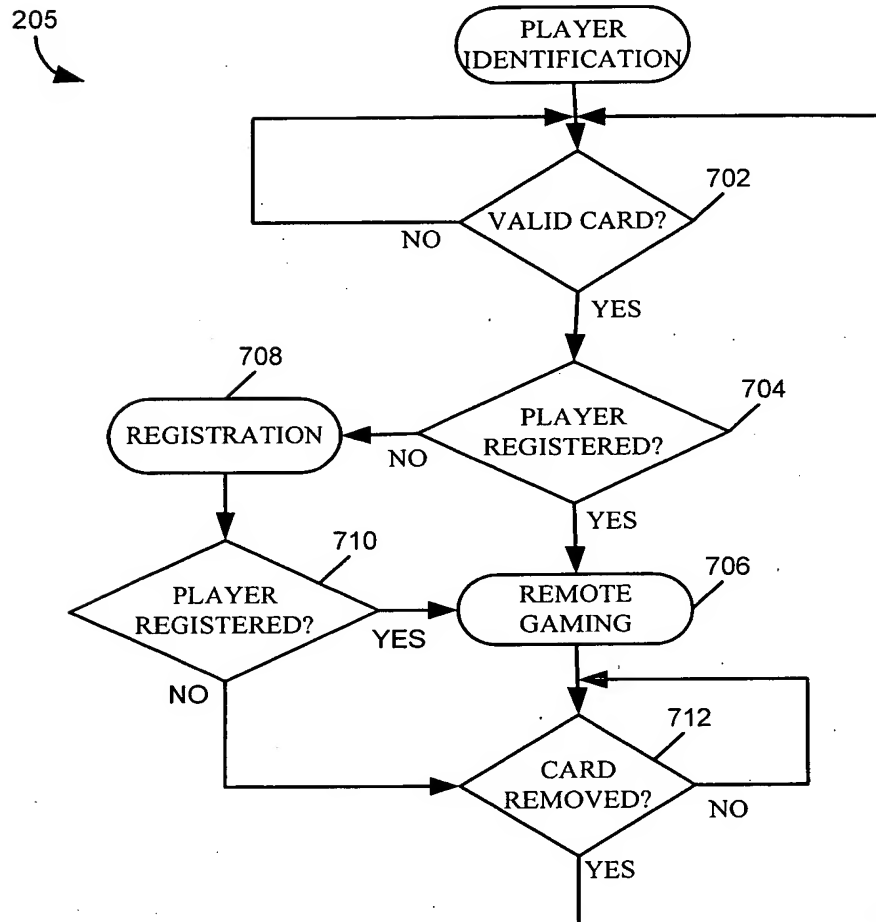 205
PLAYER
IDENTIFICATION
702
VALID CARD?
NO
YES
708
704
REGISTRATION
PLAYER
REGISTERED?
NO
YES
710
PLAYER
REGISTERED?
YES
REMOTE
GAMING
706
NO
712
CARD
REMOVED?
NO
YES